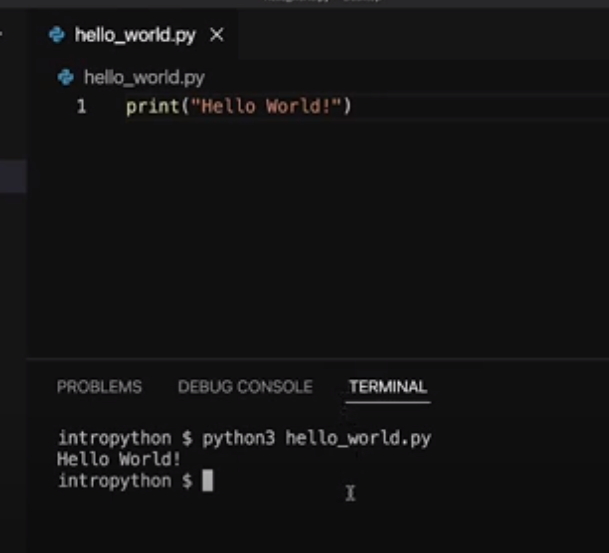 hello_world.py
hello_world.py
1 print("Hello World!")
PROBLEMS DEBUG CONSOLE TERMINAL
intropython $ python3 hello_world.py
Hello World!
intropython $